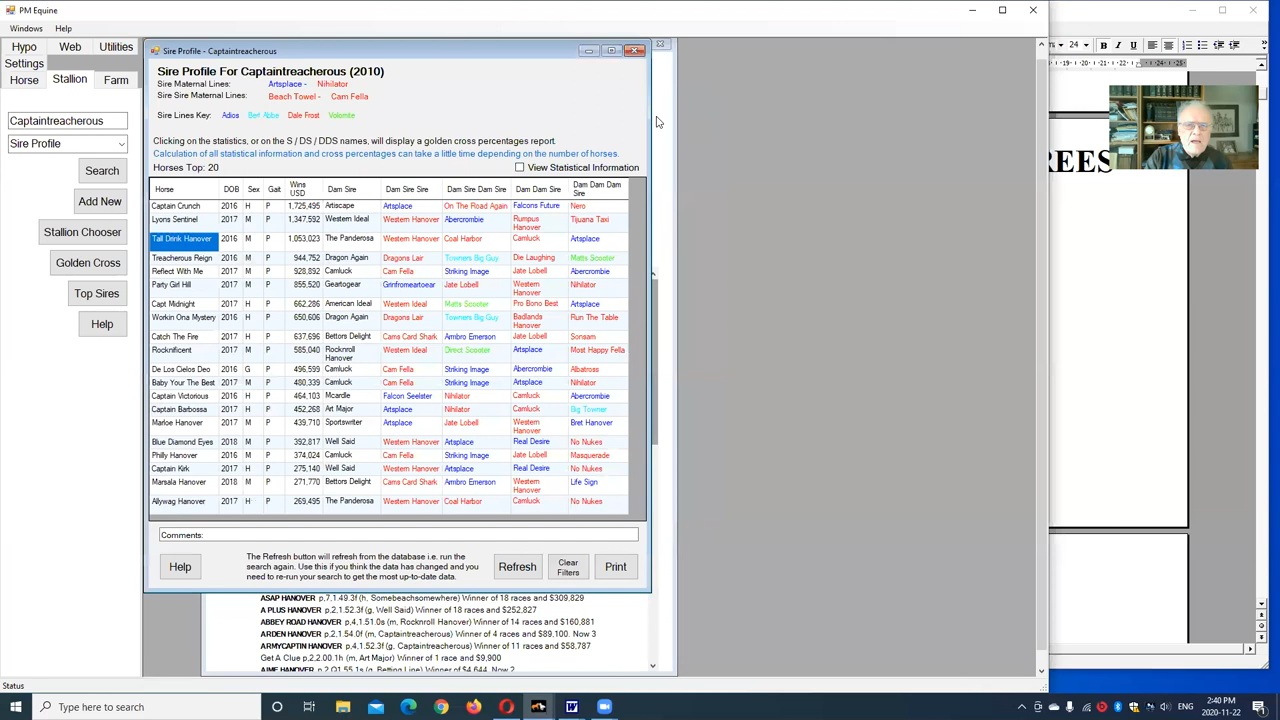 PM Equine
Windows Help
Hypo Web Utilities
Settings
Horse Stallion Farm
Captaintreacherous
Sire Profile
Search
Add New
Stallion Chooser
Golden Cross
Top Sires
Help
Sire Profile - Captaintreacherous
Sire Profile For Captaintreacherous (2010)
Sire Maternal Lines: Artsplace - Nihilator
Sire Sire Maternal Lines: Beach Towel - Cam Fella
Sire Lines Key: Adios Bert Abbe Dale Frost Volomite
Clicking on the statistics, or on the S / DS / DDS names, will display a golden cross percentages report.
Calculation of all statistical information and cross percentages can take a little time depending on the number of horses.
Horses Top: 20 View Statistical Information
Horse DOB Sex Gait Wins USD Dam Sire Dam Sire Sire Dam Sire Dam Sire Dam Dam Sire Dam Dam Dam Sire
Captain Crunch 2016 H P 1,725,495 Artiscape Artsplace On The Road Again Falcons Future Nero
Lyons Sentinel 2017 M P 1,347,592 Western Ideal Western Hanover Abercrombie Rumpus Hanover Tijuana Taxi
Tall Drink Hanover 2016 M P 1,053,023 The Panderosa Western Hanover Coal Harbor Camluck Artsplace
Treacherous Reign 2016 M P 944,752 Dragon Again Dragons Lair Towners Big Guy Die Laughing Matts Scooter
Reflect With Me 2017 M P 928,892 Camluck Cam Fella Striking Image Jate Lobell Abercrombie
Party Girl Hill 2017 M P 855,520 Geartogear Grinfromeartoear Jate Lobell Western Hanover Nihilator
Capt Midnight 2017 H P 662,286 American Ideal Western Ideal Matts Scooter Pro Bono Best Artsplace
Workin Ona Mystery 2016 H P 650,606 Dragon Again Dragons Lair Towners Big Guy Badlands Hanover Run The Table
Catch The Fire 2017 H P 637,696 Bettors Delight Cams Card Shark Ambro Emerson Jate Lobell Sonsam
Rocknificent 2017 M P 585,040 Rocknroll Hanover Western Ideal Direct Scooter Artsplace Most Happy Fella
De Los Cielos Deo 2016 G P 496,599 Camluck Cam Fella Striking Image Abercrombie Albatross
Baby Your The Best 2017 M P 480,339 Camluck Cam Fella Striking Image Artsplace Nihilator
Captain Victorious 2016 H P 464,103 Mcardle Falcon Seelster Nihilator Camluck Abercrombie
Captain Barbossa 2017 H P 452,268 Art Major Artsplace Nihilator Camluck Big Towner
Marloe Hanover 2017 M P 439,710 Sportswriter Artsplace Jate Lobell Western Hanover Bret Hanover
Blue Diamond Eyes 2018 M P 392,817 Well Said Western Hanover Artsplace Real Desire No Nukes
Philly Hanover 2018 M P 374,024 Camluck Cam Fella Striking Image Jate Lobell Masquerade
Captain Kirk 2017 H P 275,140 Well Said Western Hanover Artsplace Real Desire No Nukes
Marsala Hanover 2018 M P 271,770 Bettors Delight Cams Card Shark Ambro Emerson Western Hanover Life Sign
Allywag Hanover 2017 H P 269,495 The Panderosa Western Hanover Coal Harbor Camluck No Nukes
Comments:
Help
The Refresh button will refresh from the database i.e. run the
search again. Use this if you think the data has changed and you
need to re-run your search to get the most up-to-date data.
Refresh
Clear Filters
Print
ASAP HANOVER p,7,1.49.3f (h. Somebeachsomewhere) Winner of 18 races and $309,829
A PLUS HANOVER p,2,1.52.3f (g, Well Said) Winner of 18 races and $252,827
ABBEY ROAD HANOVER p,4,1.51.0s (m, Rocknroll Hanover) Winner of 14 races and $160,881
ARDEN HANOVER p,2,1.54.0f (m, Captaintreacherous) Winner of 4 races and $89,100. Now 3
ARMYCAPTIN HANOVER p,4,1.52.3f (g, Captaintreacherous) Winner of 11 races and $58,787
Get A Clue p,2,2.00.1h (m, Art Major) Winner of 1 race and $9,900
AIME HANOVER p,2,Q1.55.1s (g, Betting Line) Winner of $4,644. Now 2
Status
24 B I U
REES
Type here to search
2:40 PM
2020-11-22